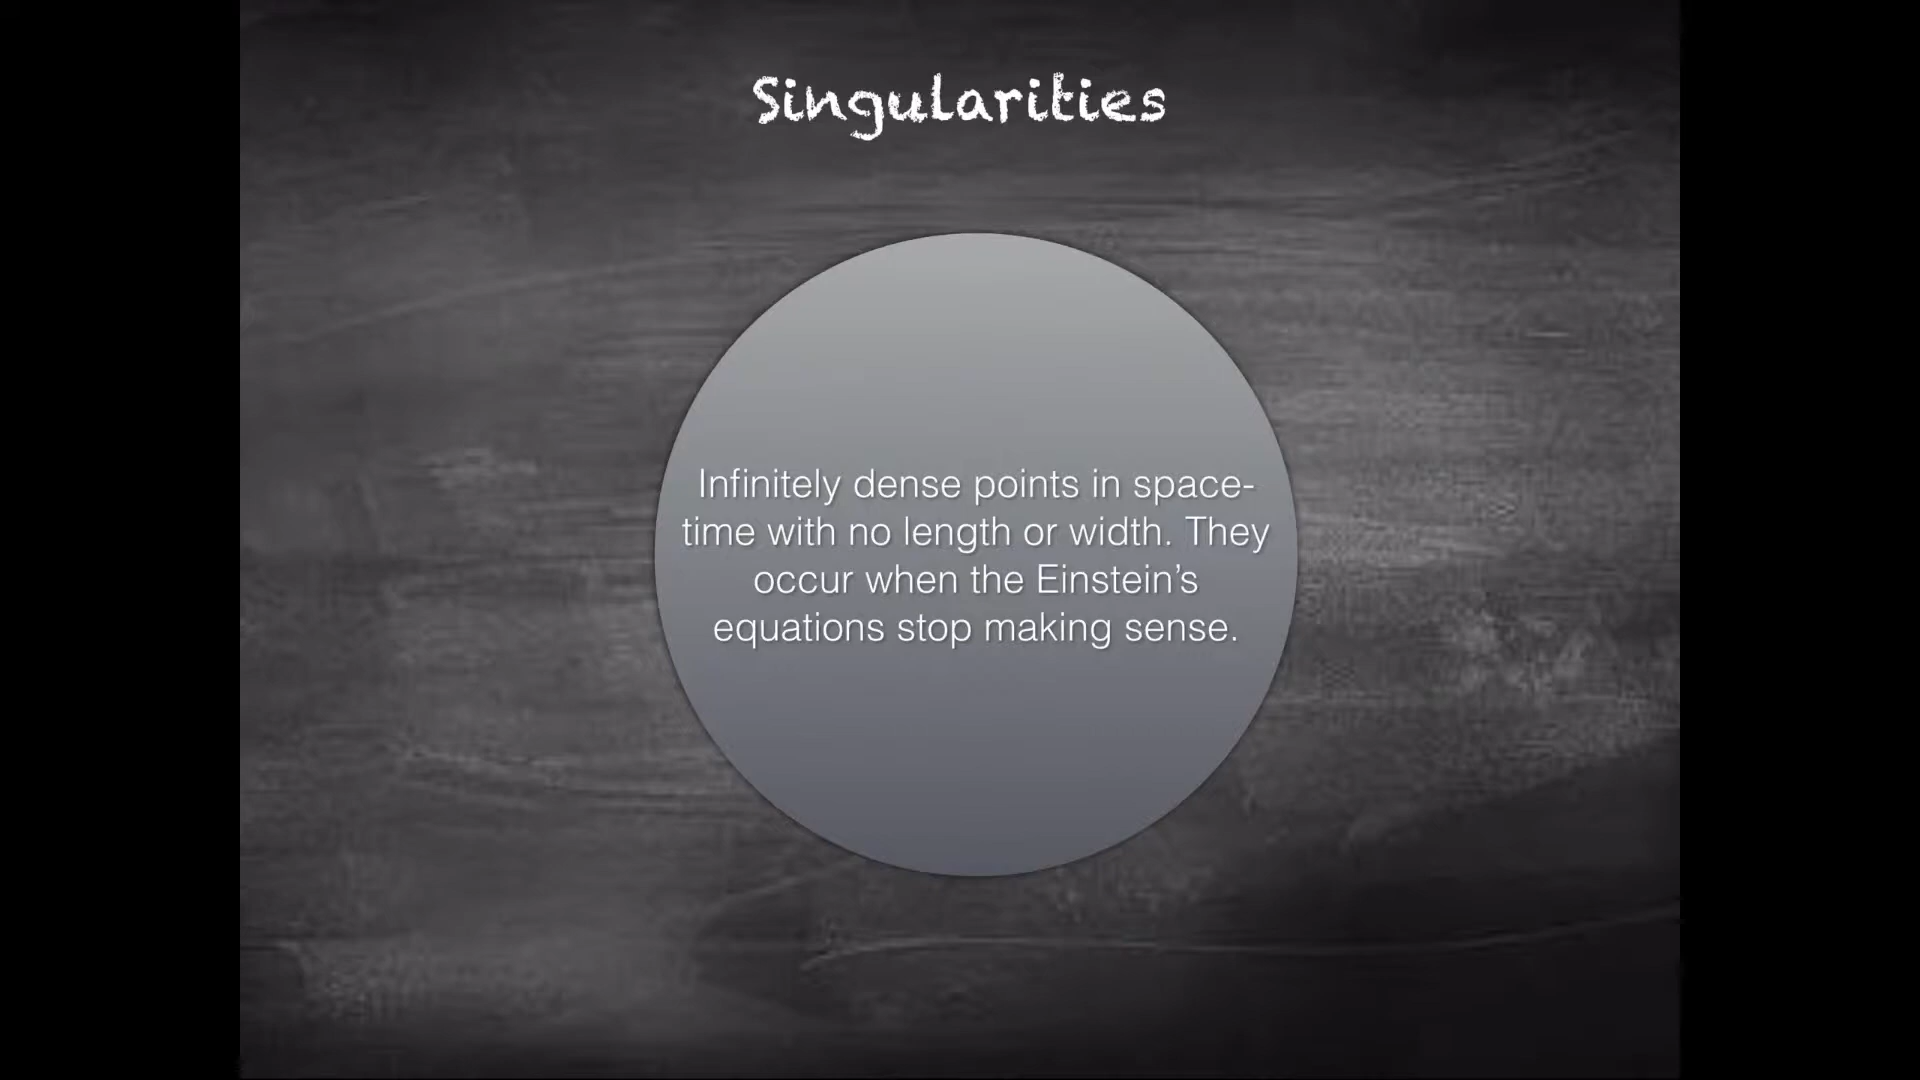 Singularities
Infinitely dense points in space-
time with no length or width. They
occur when the Einstein’s
equations stop making sense.